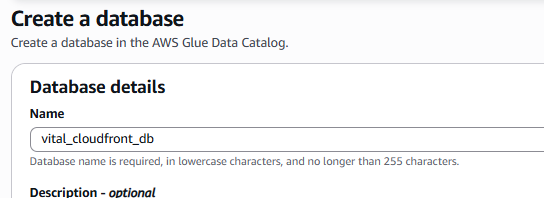 Create a database
Create a database in the AWS Glue Data Catalog.
Database details
Name
vital_cloudfront_db
Database name is required, in lowercase characters, and no longer than 255 characters.
Description - optional